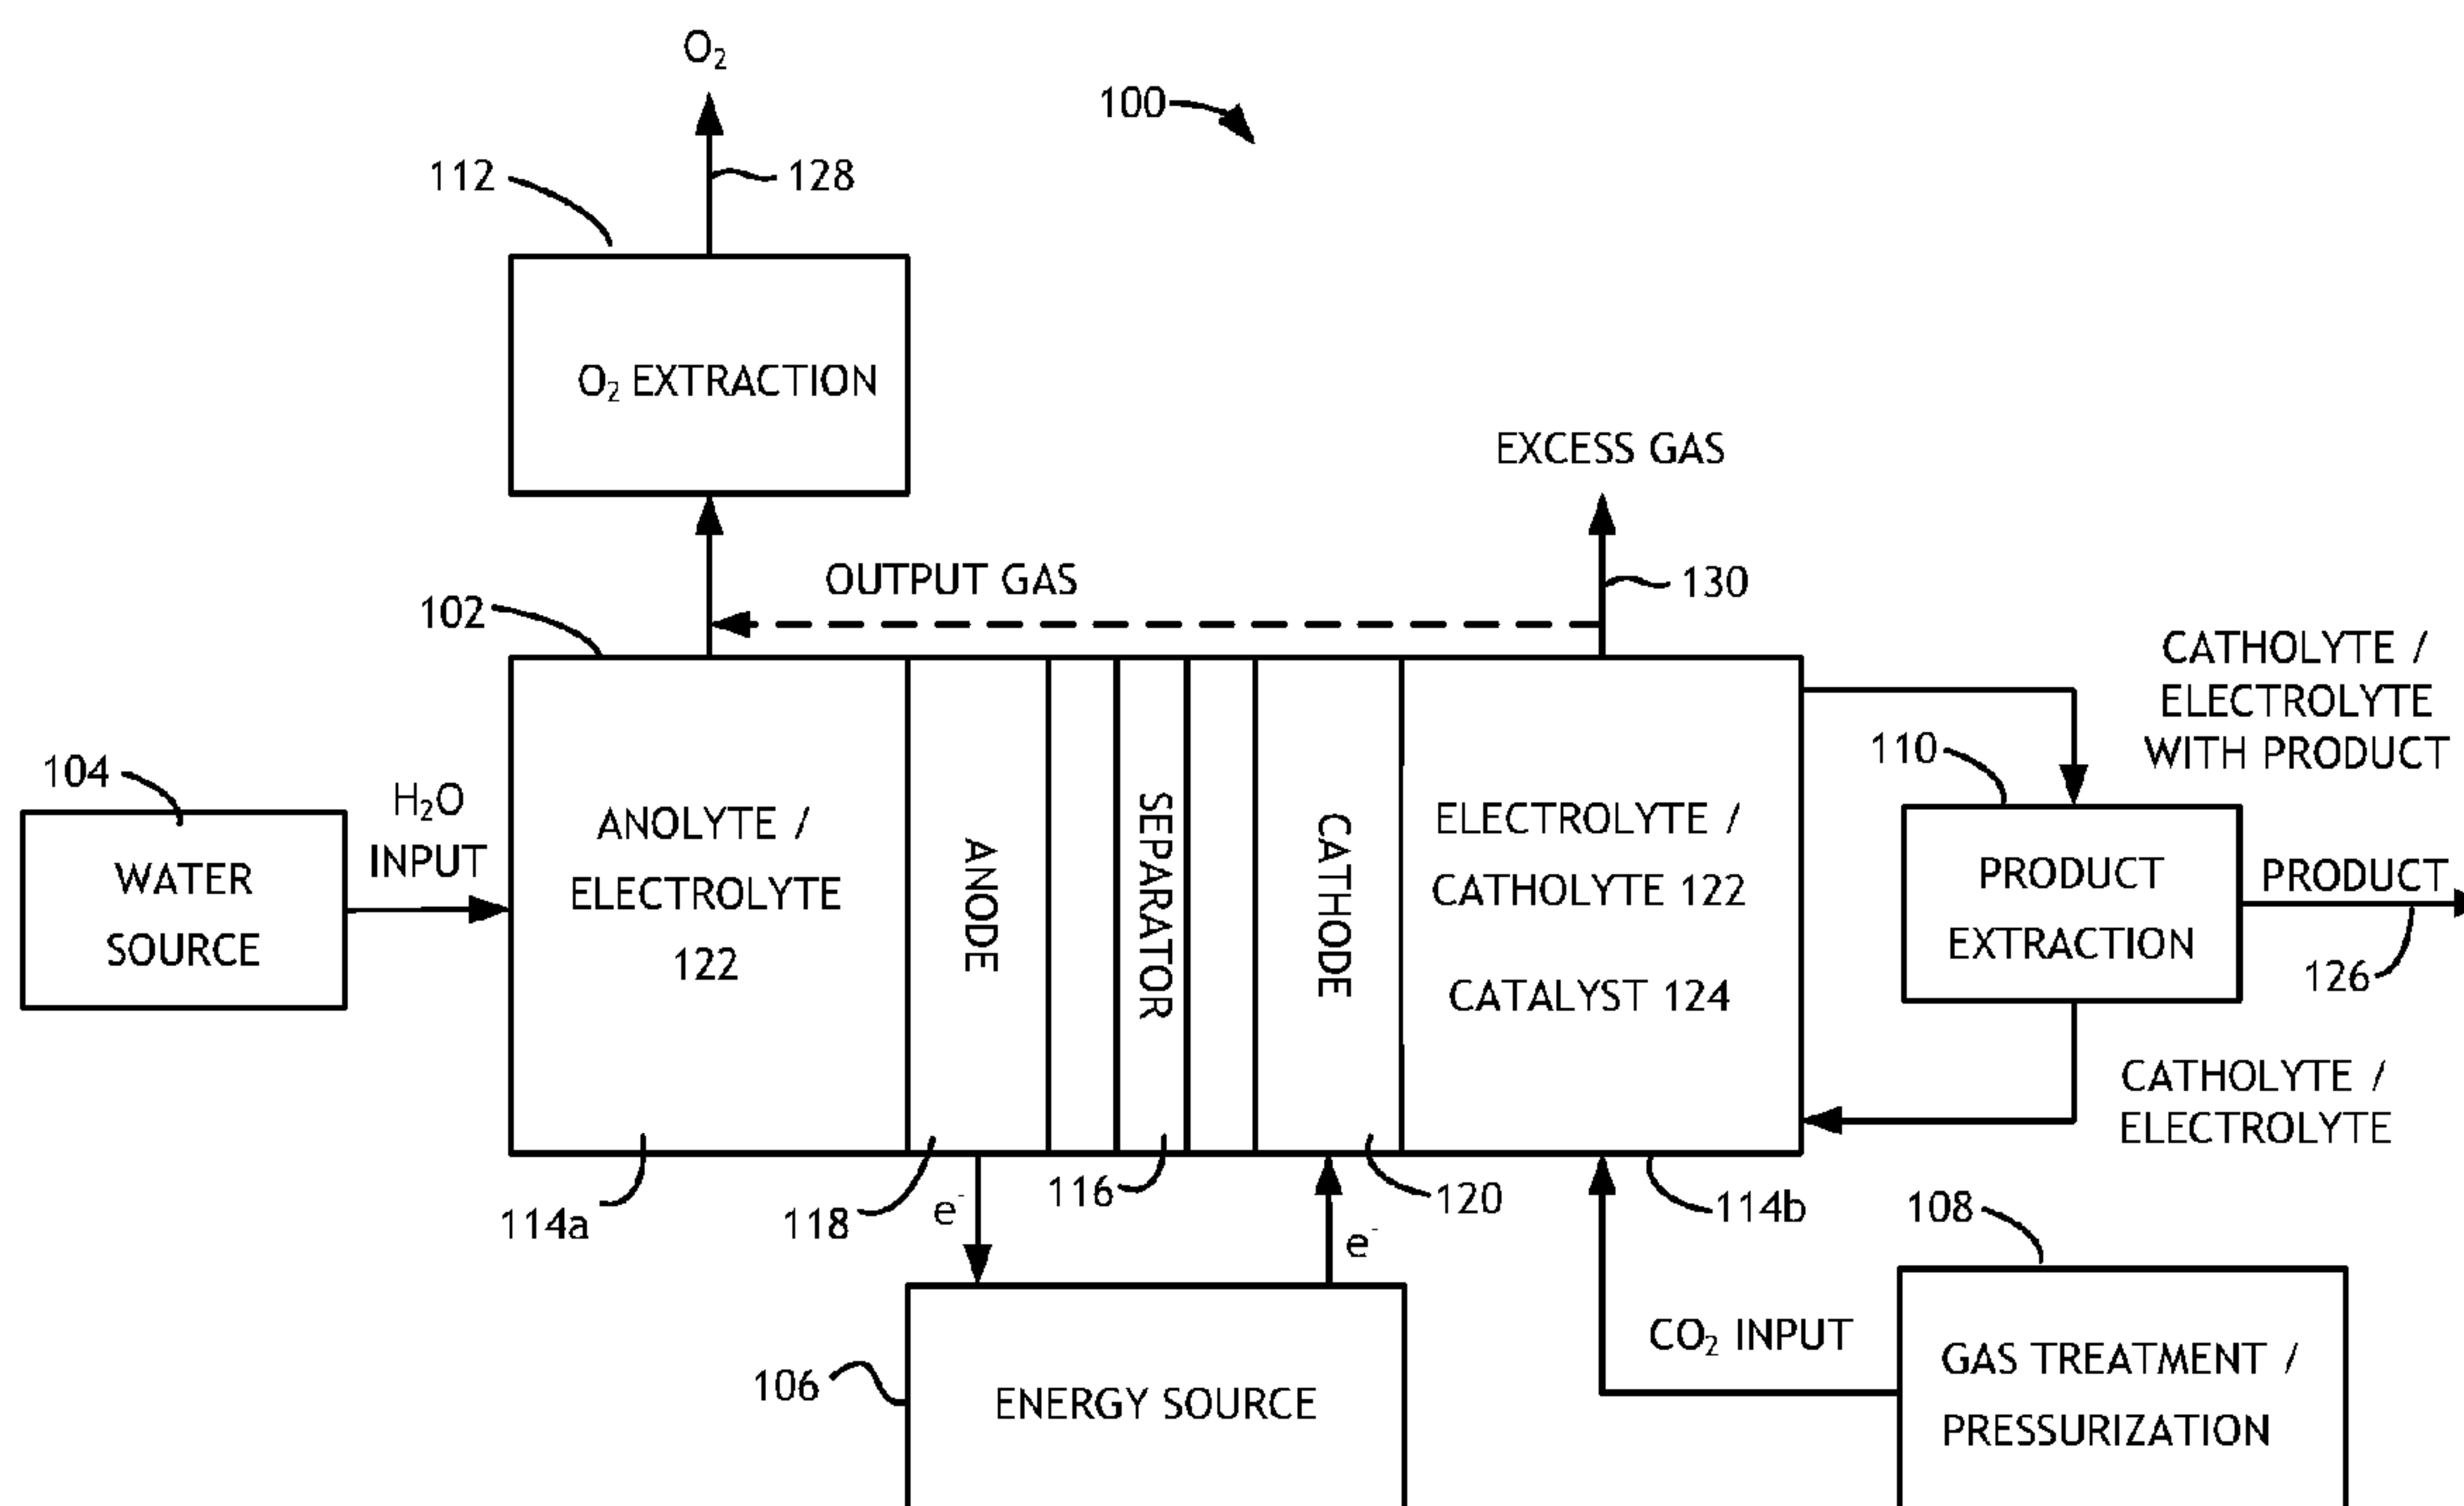 O₂
100
112
128
O₂ EXTRACTION
EXCESS GAS
OUTPUT GAS
130
102
CATHOLYTE /
ELECTROLYTE
WITH PRODUCT
110
104
H₂O
INPUT
WATER
SOURCE
ANOLYTE /
ELECTROLYTE
122
ANODE
SEPARATOR
CATHODE
ELECTROLYTE /
CATHOLYTE 122
CATALYST 124
PRODUCT
EXTRACTION
PRODUCT
126
CATHOLYTE /
ELECTROLYTE
114a
118
e⁻
116
e⁻
120
114b
108
106
ENERGY SOURCE
CO₂ INPUT
GAS TREATMENT /
PRESSURIZATION